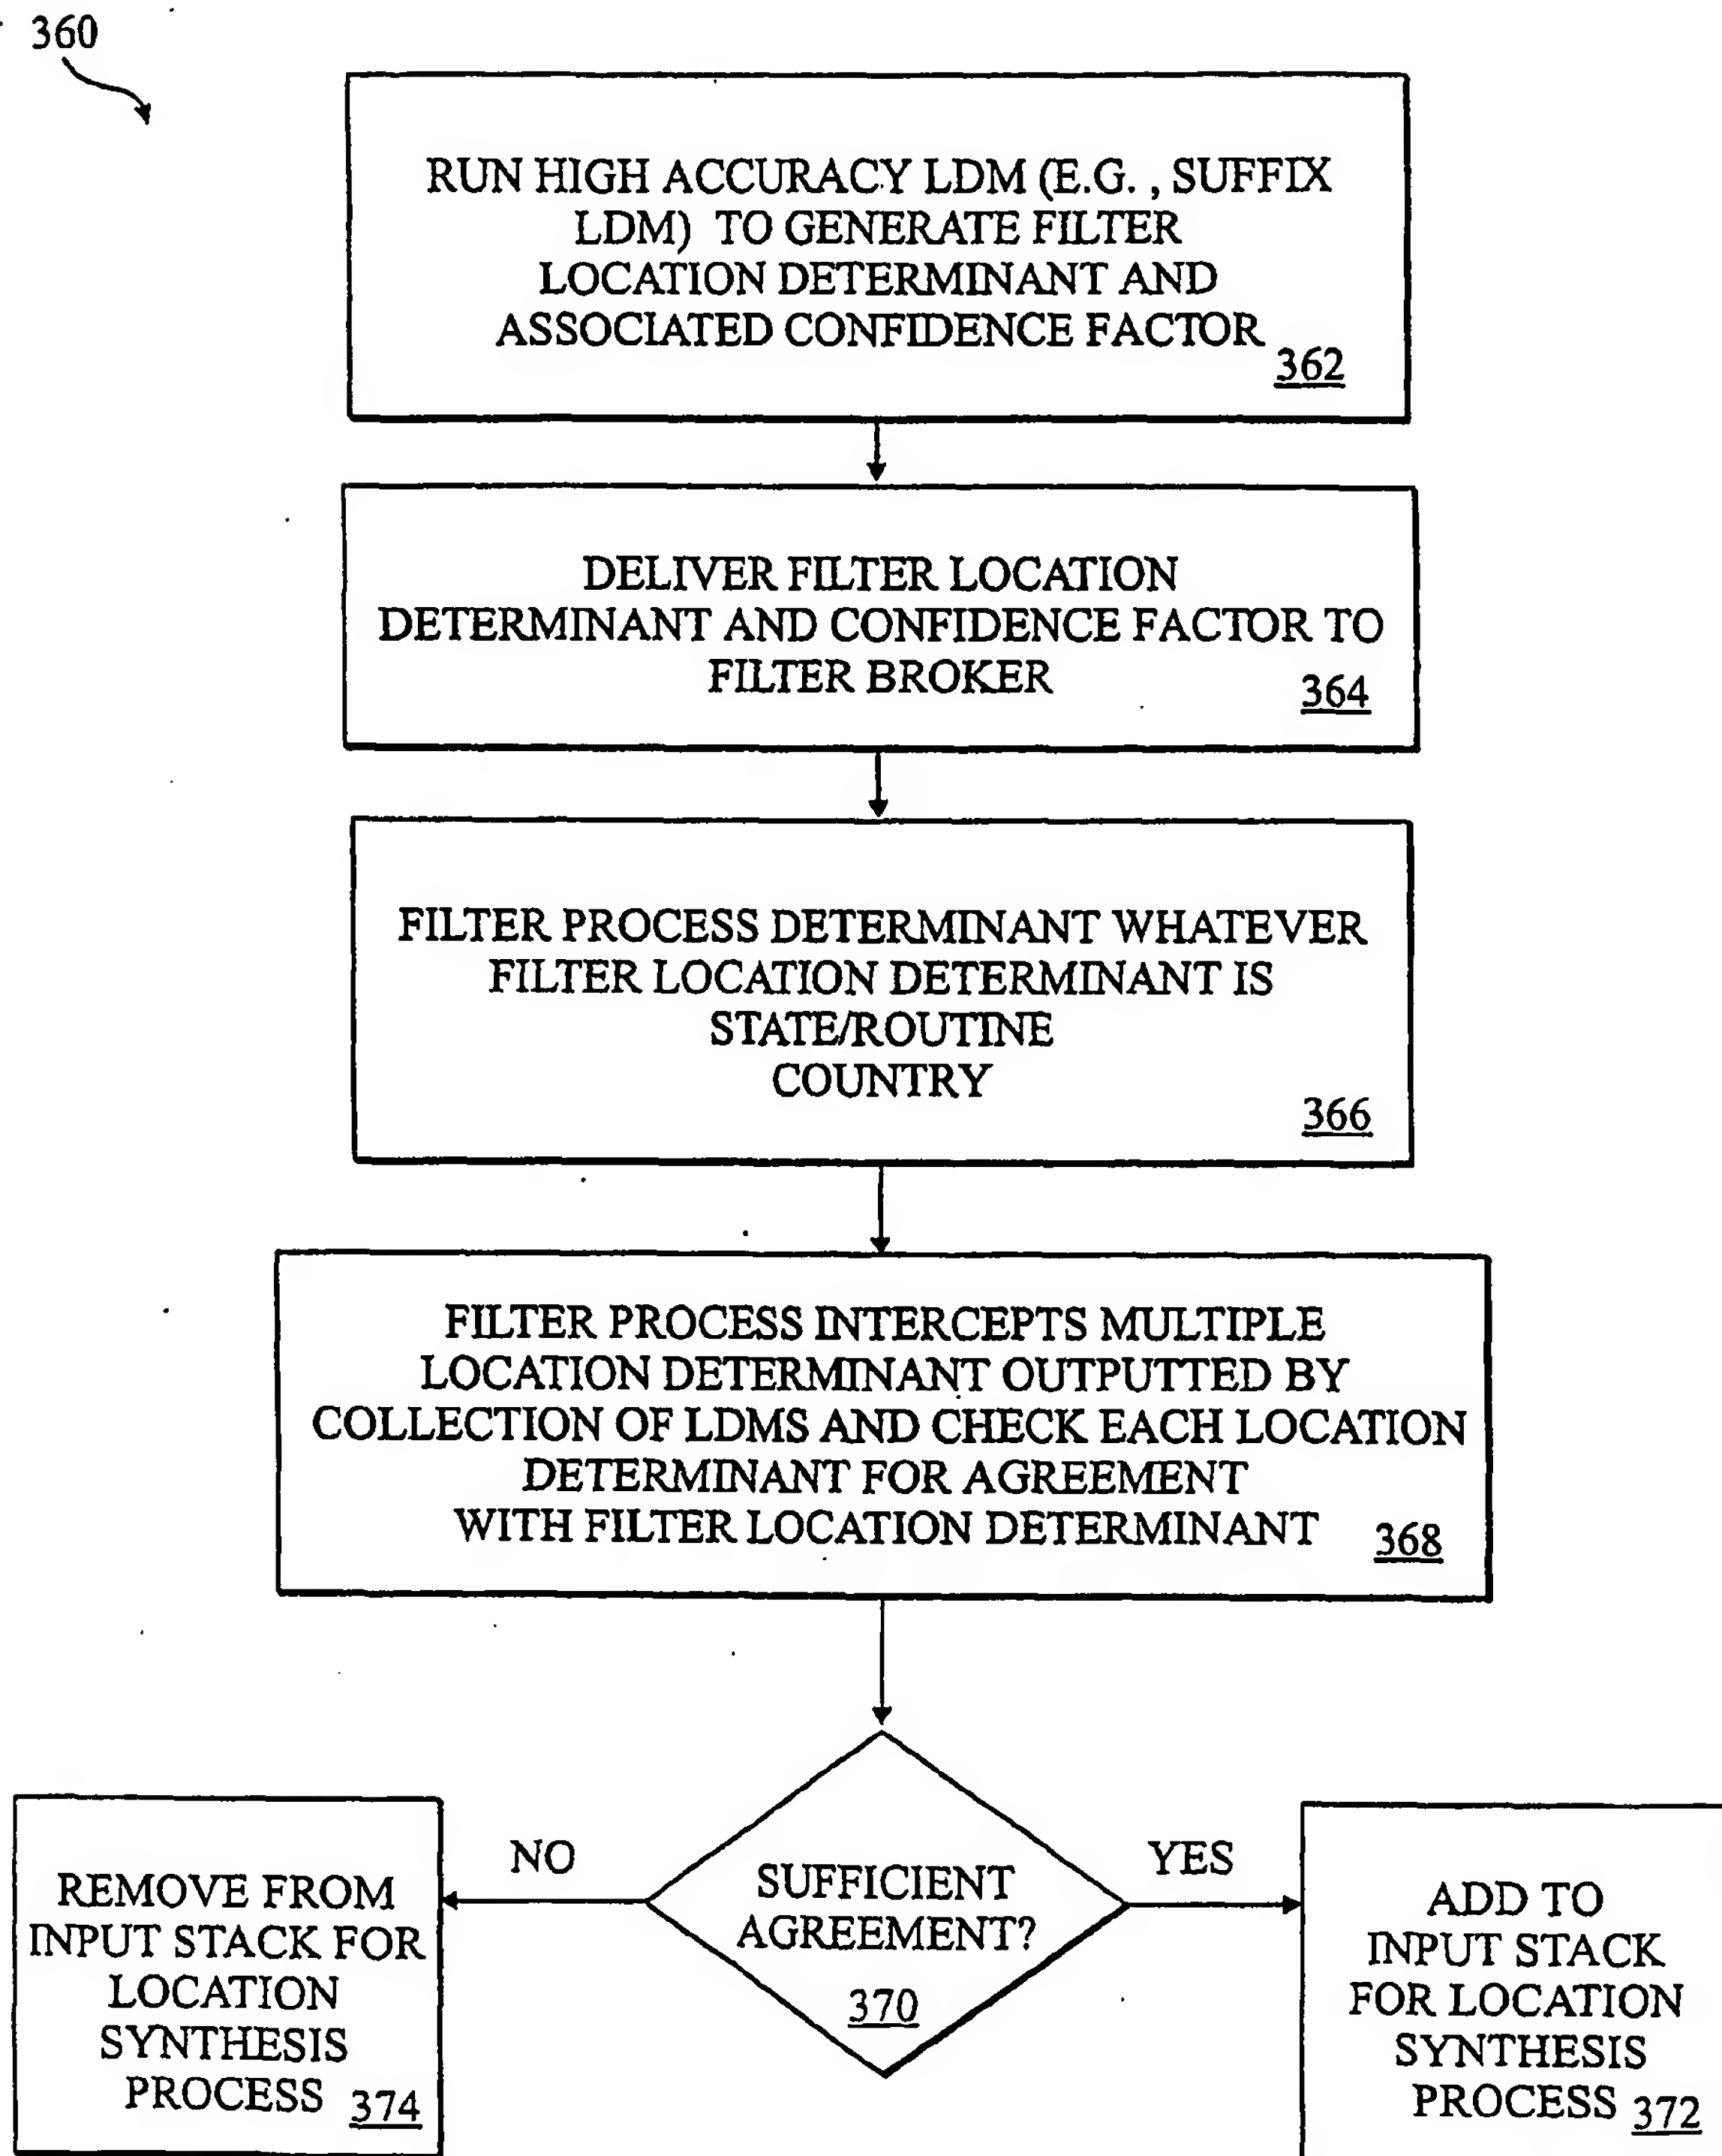 360
RUN HIGH ACCURACY LDM (E.G. , SUFFIX
LDM) TO GENERATE FILTER
LOCATION DETERMINANT AND
ASSOCIATED CONFIDENCE FACTOR
362
DELIVER FILTER LOCATION
DETERMINANT AND CONFIDENCE FACTOR TO
FILTER BROKER
364
FILTER PROCESS DETERMINANT WHATEVER
FILTER LOCATION DETERMINANT IS
STATE/ROUTINE
COUNTRY
366
FILTER PROCESS INTERCEPTS MULTIPLE
LOCATION DETERMINANT OUTPUTTED BY
COLLECTION OF LDMS AND CHECK EACH LOCATION
DETERMINANT FOR AGREEMENT
WITH FILTER LOCATION DETERMINANT
368
SUFFICIENT
AGREEMENT?
370
NO
REMOVE FROM
INPUT STACK FOR
LOCATION
SYNTHESIS
PROCESS
374
YES
ADD TO
INPUT STACK
FOR LOCATION
SYNTHESIS
PROCESS
372